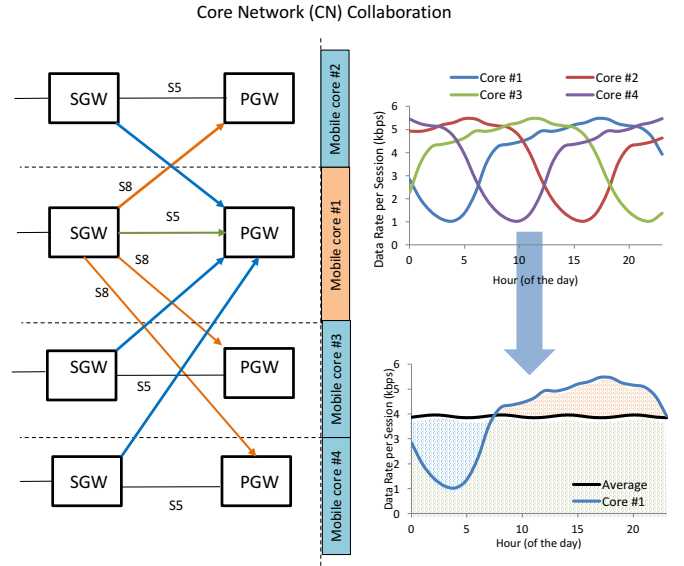 Core Network (CN) Collaboration
SGW
S5
PGW
Mobile core #2
S8
SGW
S5
PGW
S8
S8
Mobile core #1
SGW
S5
PGW
Mobile core #3
SGW
S5
PGW
Mobile core #4
Core #1
Core #2
Core #3
Core #4
Data Rate per Session (kbps)
6
5
4
3
2
1
0
0 5 10 15 20
Hour (of the day)
Data Rate per Session (kbps)
6
5
4
3
2
1
0
Average
Core #1
0 5 10 15 20
Hour (of the day)